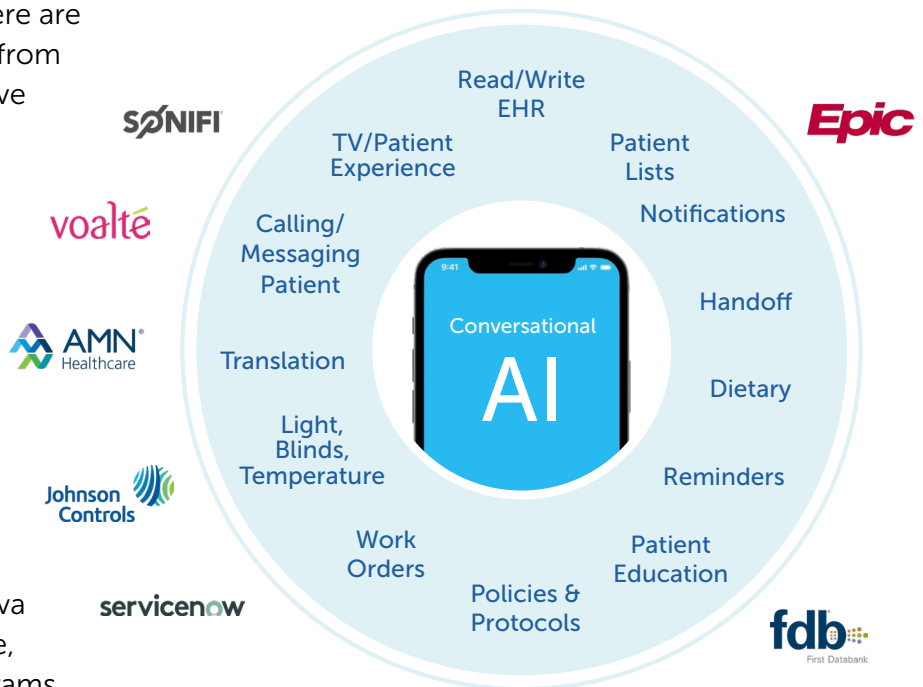 ere are
from
ve
SONIFI
Epic
voalte
AMN®
Healthcare
Johnson
Controls
servicenow
fdb
First Databank
Read/Write
EHR
TV/Patient
Experience
Patient
Lists
Notifications
Calling/
Messaging
Patient
Handoff
Translation
Dietary
Light,
Blinds,
Temperature
Reminders
Work
Orders
Patient
Education
Policies &
Protocols
9:41
Conversational
AI
va
e,
rams